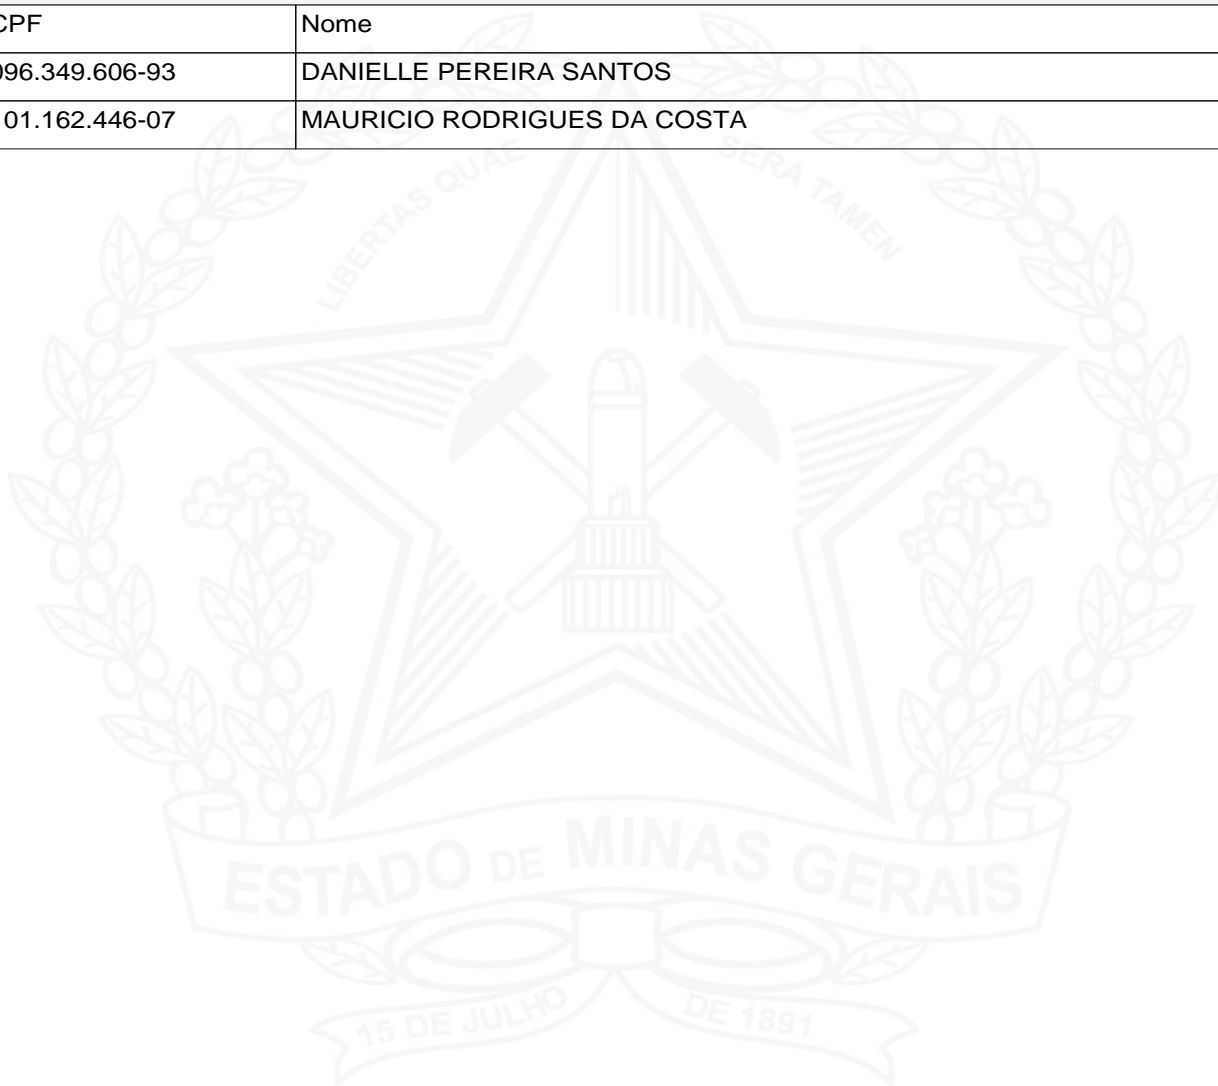 CPF Nome
096.349.606-93 DANIELLE PEREIRA SANTOS
01.162.446-07 MAURICIO RODRIGUES DA COSTA
LIBERTAS QUAE SERA TAMEN
ESTADO DE MINAS GERAIS
15 DE JULHO DE 1891